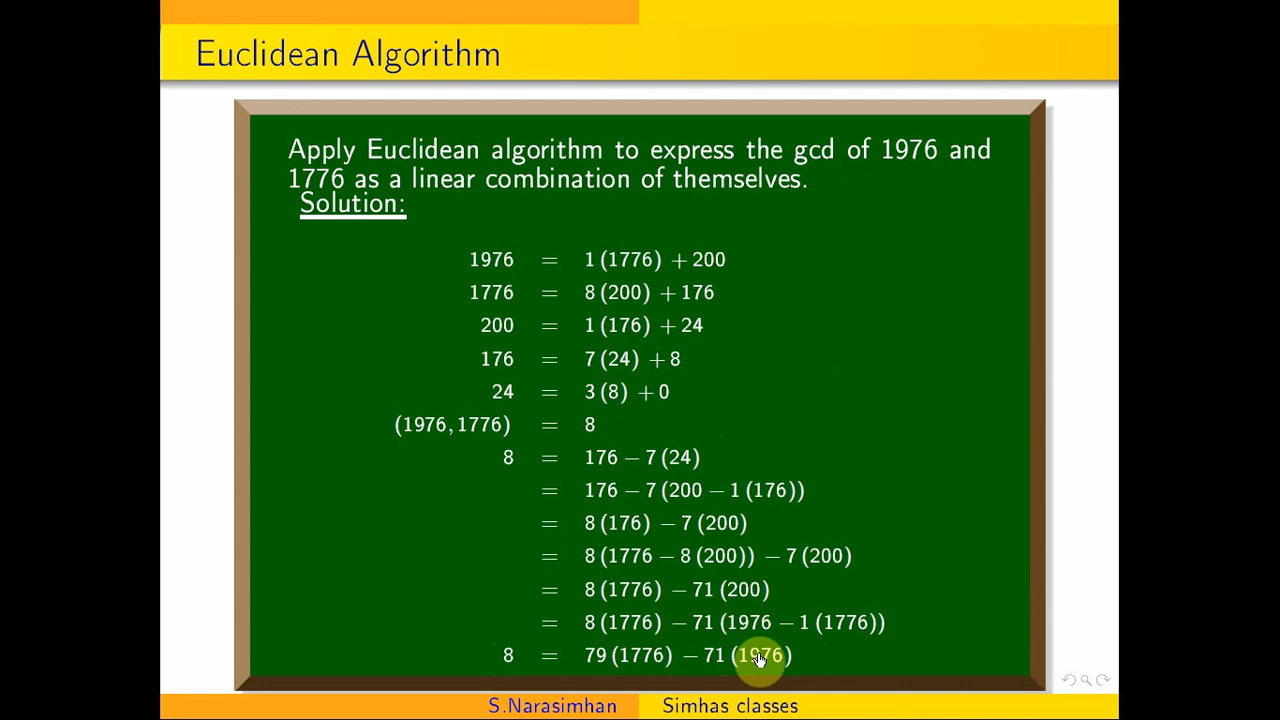 Euclidean Algorithm
Apply Euclidean algorithm to express the gcd of 1976 and
1776 as a linear combination of themselves.
Solution:
1976 = 1 (1776) + 200
1776 = 8 (200) + 176
200 = 1 (176) + 24
176 = 7 (24) + 8
24 = 3 (8) + 0
(1976, 1776) = 8
8 = 176 − 7 (24)
= 176 − 7 (200 − 1 (176))
= 8 (176) − 7 (200)
= 8 (1776 − 8 (200)) − 7 (200)
= 8 (1776) − 71 (200)
= 8 (1776) − 71 (1976 − 1 (1776))
8 = 79 (1776) − 71 (1976)
S.Narasimhan Simhas classes